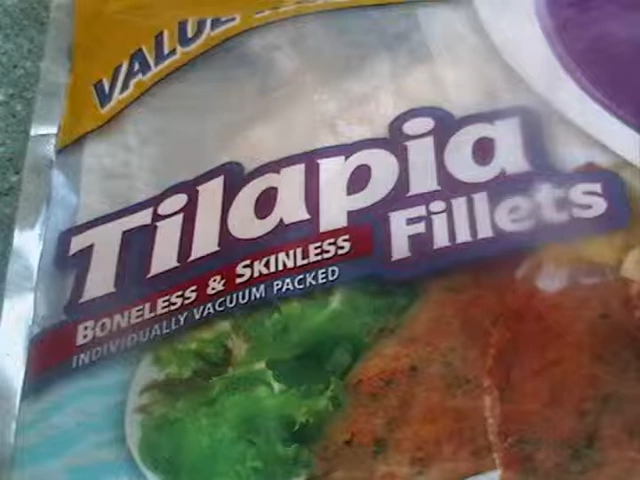 VALUE
Tilapia
Fillets
BONELESS & SKINLESS
INDIVIDUALLY VACUUM PACKED